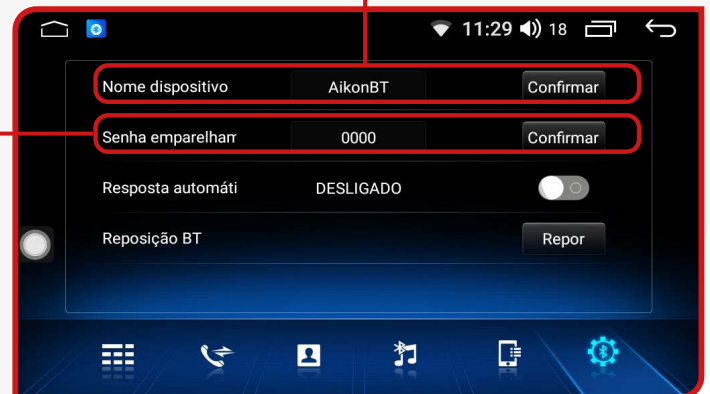 11:29 18
Nome dispositivo AikonBT Confirmar
Senha emparelham 0000 Confirmar
Resposta automáti DESLIGADO
Reposição BT Repor